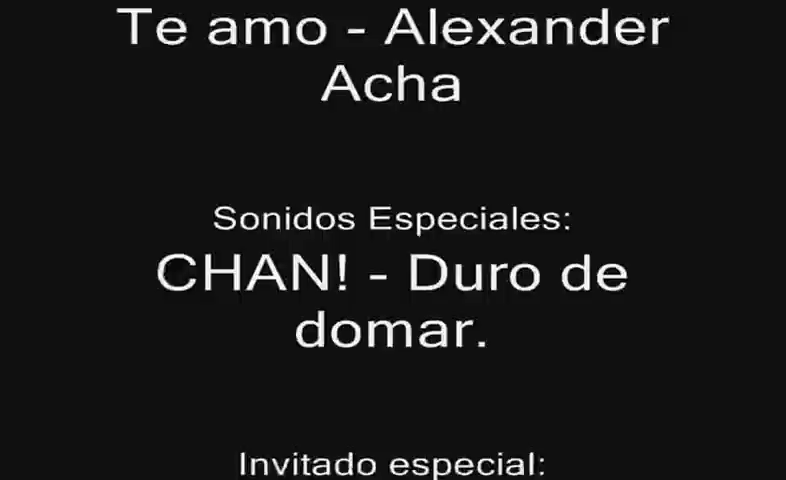 Te amo - Alexander
Acha
Sonidos Especiales:
CHAN! - Duro de
domar.
Invitado especial: